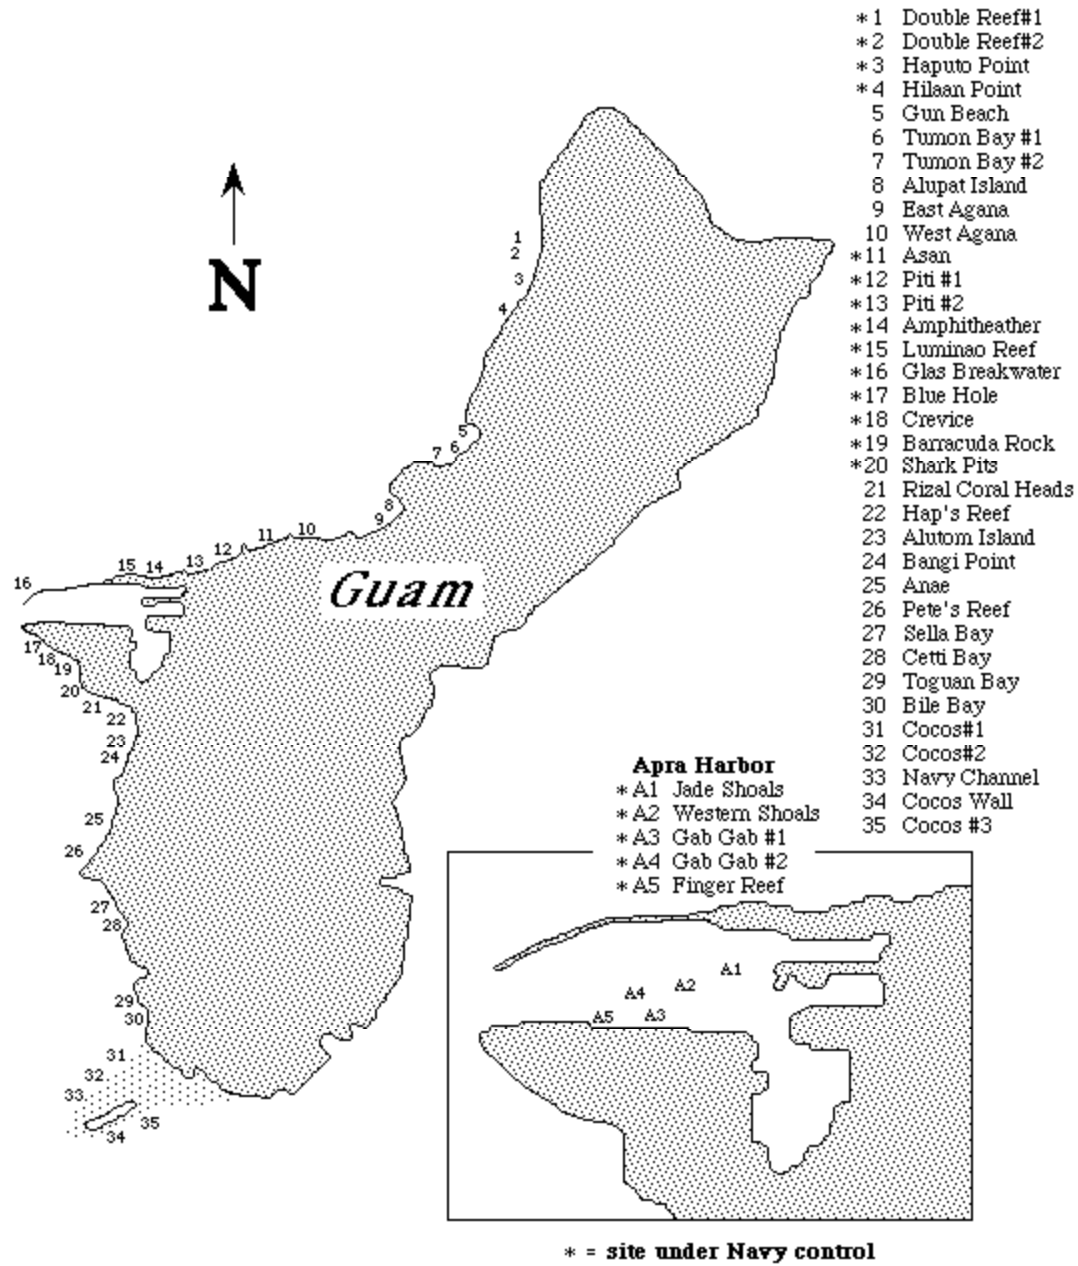 *1 Double Reef#1
*2 Double Reef#2
*3 Haputo Point
*4 Hilaan Point
5 Gun Beach
6 Tumon Bay #1
7 Tumon Bay #2
8 Alupat Island
9 East Agana
10 West Agana
*11 Asan
*12 Piti #1
*13 Piti #2
*14 Amphitheather
*15 Luminao Reef
*16 Glas Breakwater
*17 Blue Hole
*18 Crevice
*19 Barracuda Rock
*20 Shark Pits
21 Rizal Coral Heads
22 Hap's Reef
23 Alutom Island
24 Bangi Point
25 Anae
26 Pete's Reef
27 Sella Bay
28 Cetti Bay
29 Toguan Bay
30 Bile Bay
31 Cocos#1
32 Cocos#2
33 Navy Channel
34 Cocos Wall
35 Cocos #3
N
1
2
3
4
5
6
7
8
9
10
11
12
13
14
15
16
Guam
17
18
19
20
21
22
23
24
25
26
27
28
29
30
31
32
33
34
35
Apra Harbor
*A1 Jade Shoals
*A2 Western Shoals
*A3 Gab Gab #1
*A4 Gab Gab #2
*A5 Finger Reef
A1
A2
A4
A5
A3
* = site under Navy control